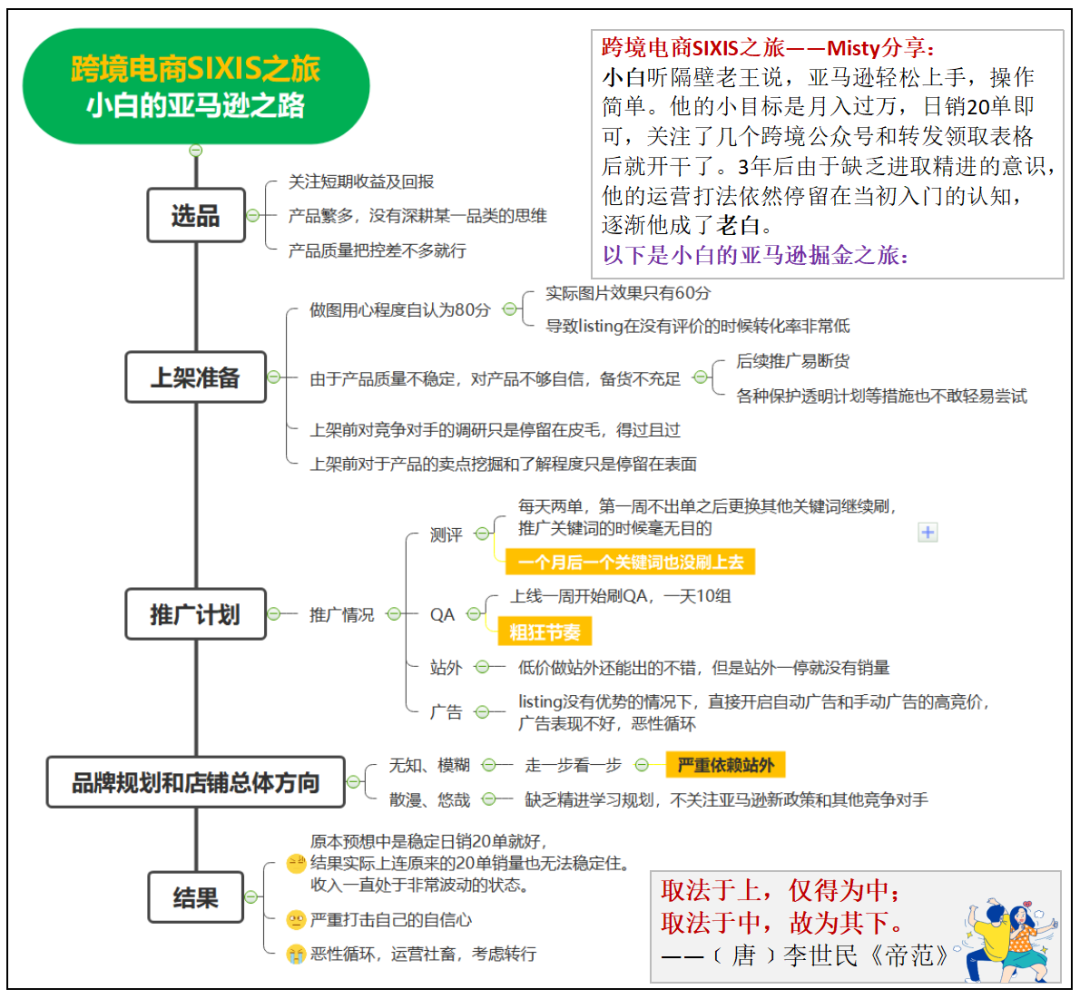 跨境电商SIXIS之旅
小白的亚马逊之路
跨境电商SIXIS之旅——Misty分享：
小白听隔壁老王说，亚马逊轻松上手，操作
简单。他的小目标是月入过万，日销20单即
可，关注了几个跨境公众号和转发领取表格
后就开干了。3年后由于缺乏进取精进的意识，
他的运营打法依然停留在当初入门的认知，
逐渐他成了老白。
以下是小白的亚马逊掘金之旅：
选品
关注短期收益及回报
产品繁多，没有深耕某一品类的思维
产品质量把控差不多就行
上架准备
做图用心程度自认为80分
实际图片效果只有60分
导致listing在没有评价的时候转化率非常低
由于产品质量不稳定，对产品不够自信，备货不充足
后续推广易断货
各种保护透明计划等措施也不敢轻易尝试
上架前对竞争对手的调研只是停留在皮毛，得过且过
上架前对于产品的卖点挖掘和了解程度只是停留在表面
推广计划
推广情况
测评
每天两单，第一周不出单之后更换其他关键词继续刷，
推广关键词的时候毫无目的
一个月后一个关键词也没刷上去
QA
上线一周开始刷QA，一天10组
粗狂节奏
站外
低价做站外还能出的不错，但是站外一停就没有销量
广告
listing没有优势的情况下，直接开启自动广告和手动广告的高竞价，
广告表现不好，恶性循环
品牌规划和店铺总体方向
无知、模糊
走一步看一步
严重依赖站外
散漫、悠哉
缺乏精进学习规划，不关注亚马逊新政策和其他竞争对手
结果
原本预想中是稳定日销20单就好，
结果实际上连原来的20单销量也无法稳定住。
收入一直处于非常波动的状态。
严重打击自己的自信心
恶性循环，运营社畜，考虑转行
取法于上，仅得为中；
取法于中，故为其下。
——﹝唐﹞李世民《帝范》